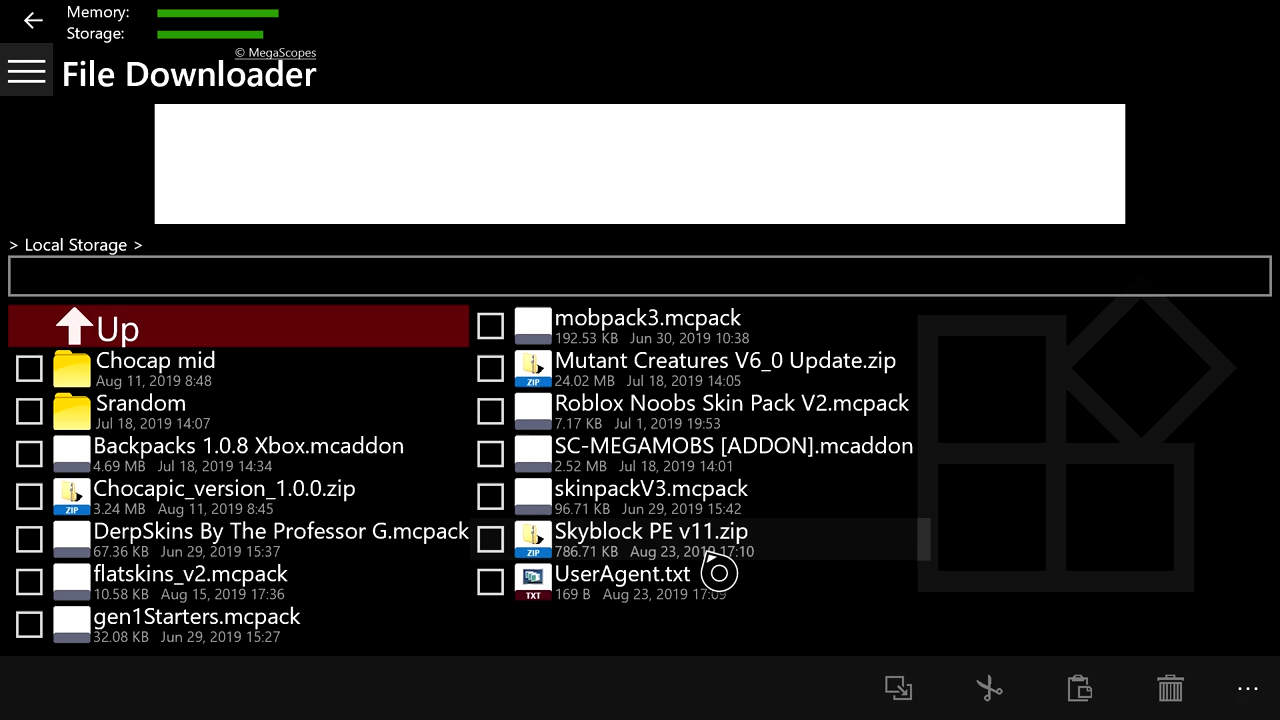 Memory:
Storage:
© MegaScopes
File Downloader
> Local Storage >
Up
Chocap mid
Aug 11, 2019 8:48
Srandom
Jul 18, 2019 14:07
Backpacks 1.0.8 Xbox.mcaddon
4.69 MB Jul 18, 2019 14:34
Chocapic_version_1.0.0.zip
ZIP
3.24 MB Aug 11, 2019 8:45
DerpSkins By The Professor G.mcpack
67.36 KB Jun 29, 2019 15:37
flatskins_v2.mcpack
10.58 KB Aug 15, 2019 17:36
gen1Starters.mcpack
32.08 KB Jun 29, 2019 15:27
mobpack3.mcpack
192.53 KB Jun 30, 2019 10:38
Mutant Creatures V6_0 Update.zip
ZIP
24.02 MB Jul 18, 2019 14:05
Roblox Noobs Skin Pack V2.mcpack
7.17 KB Jul 1, 2019 19:53
SC-MEGAMOBS [ADDON].mcaddon
2.52 MB Jul 18, 2019 14:01
skinpackV3.mcpack
96.71 KB Jun 29, 2019 15:42
Skyblock PE v11.zip
ZIP
786.71 KB Aug 23, 2019 17:10
UserAgent.txt
TXT
169 B Aug 23, 2019 17:09